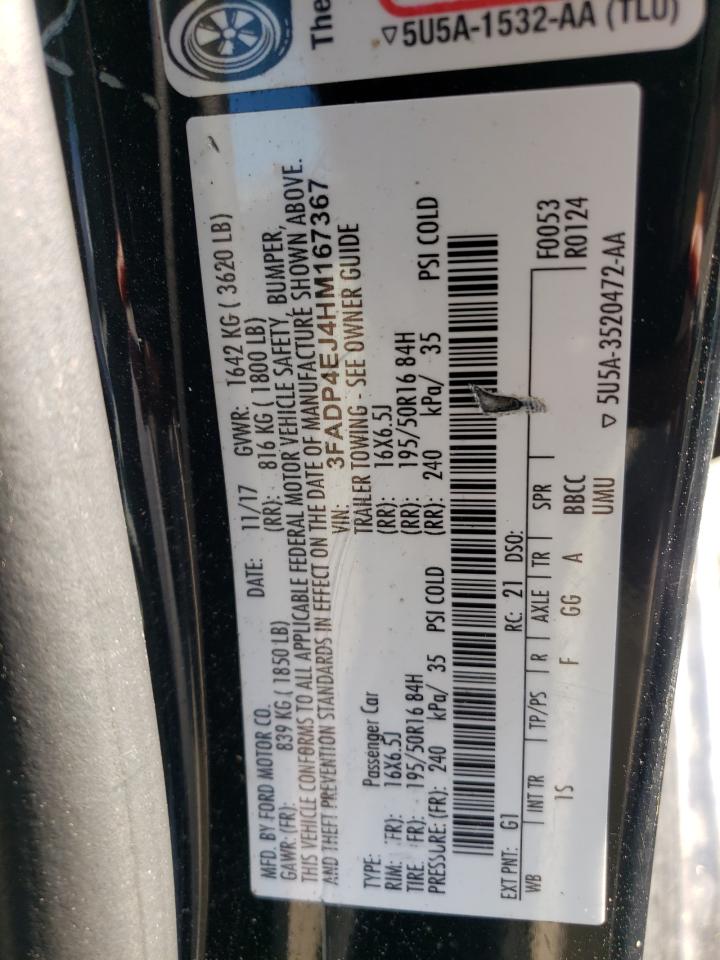 The
5U5A-1532-AA (TLU)
MFD. BY FORD MOTOR CO. DATE: 11/17 GVWR: 1642 KG ( 3620 LB)
GAWR: (FR): 839 KG ( 1850 LB) (RR): 816 KG ( 1800 LB)
THIS VEHICLE CONFORMS TO ALL APPLICABLE FEDERAL MOTOR VEHICLE SAFETY, BUMPER,
AND THEFT PREVENTION STANDARDS IN EFFECT ON THE DATE OF MANUFACTURE SHOWN ABOVE.
VIN: 3FADP4EJ4HM167367
TYPE: Passenger Car TRAILER TOWING - SEE OWNER GUIDE
RIM: FR): 16X6.5J (RR): 16X6.5J
TIRE. FR): 195/50R16 84H (RR): 195/50R16 84H
PRESSURE: (FR): 240 kPa/ 35 PSI COLD (RR): 240 kPa/ 35 PSI COLD
EXT PNT: G1 RC: 21 DSO: F0053
WB INT TR TP/PS R AXLE TR SPR R0124
1S F GG A BBCC
UMU
5U5A-3520472-AA